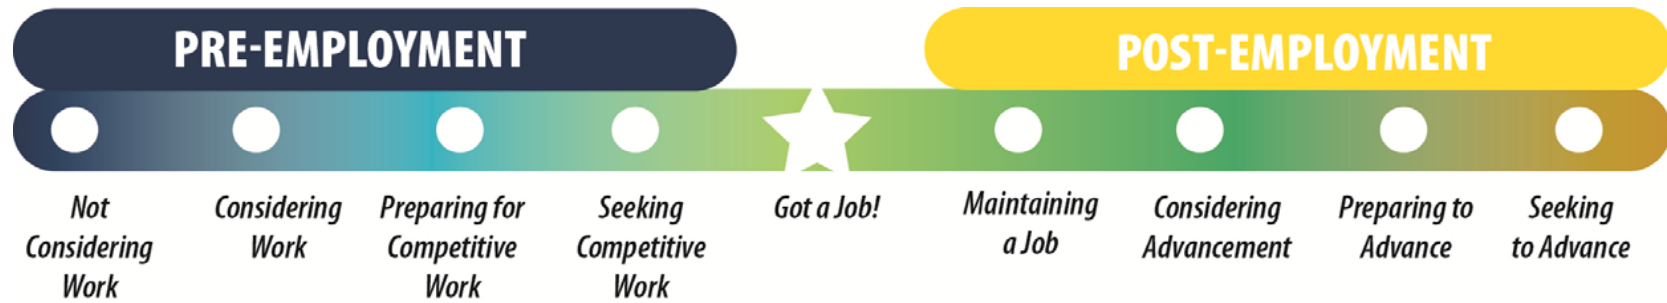 PRE-EMPLOYMENT
POST-EMPLOYMENT
Not
Considering
Work
Considering
Work
Preparing for
Competitive
Work
Seeking
Competitive
Work
Got a Job!
Maintaining
a Job
Considering
Advancement
Preparing to
Advance
Seeking
to Advance